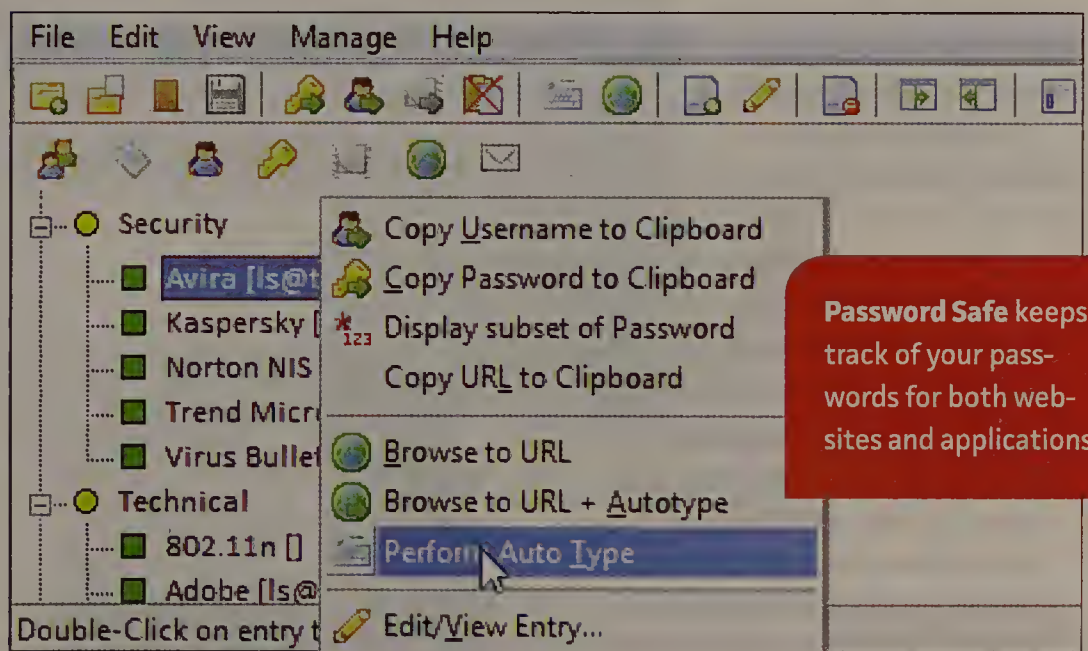 File Edit View Manage Help
Security
Avira [ls@t
Kaspersky [
Norton NIS
Trend Micr
Virus Bullet
Technical
802.11n []
Adobe [ls@
Double-Click on entry t
Copy Username to Clipboard
Copy Password to Clipboard
*123 Display subset of Password
Copy URL to Clipboard
Browse to URL
Browse to URL + Autotype
Perform Auto Type
Edit/View Entry...
Password Safe keeps
track of your pass-
words for both web-
sites and applications